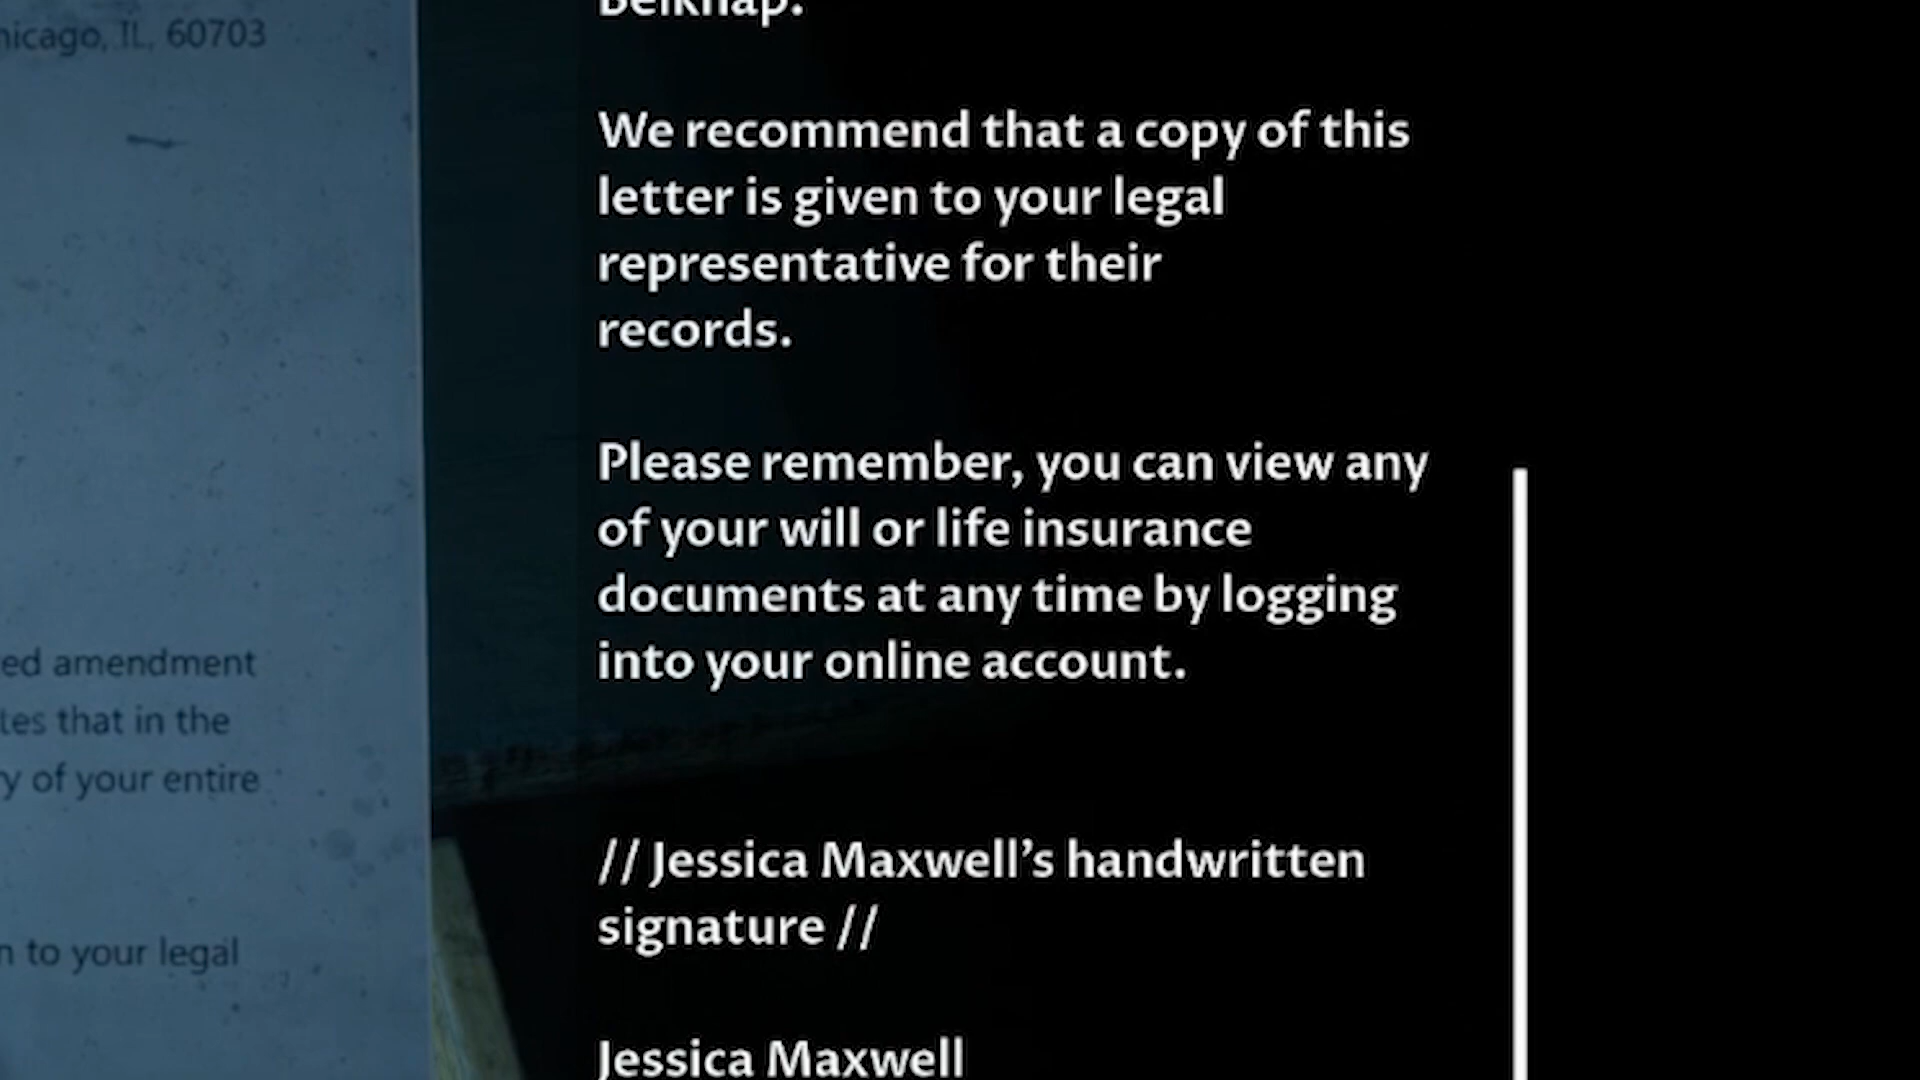 hicago, IL, 60703
ed amendment
tes that in the
y of your entire
n to your legal
Belknap.
We recommend that a copy of this
letter is given to your legal
representative for their
records.
Please remember, you can view any
of your will or life insurance
documents at any time by logging
into your online account.
// Jessica Maxwell’s handwritten
signature //
Jessica Maxwell